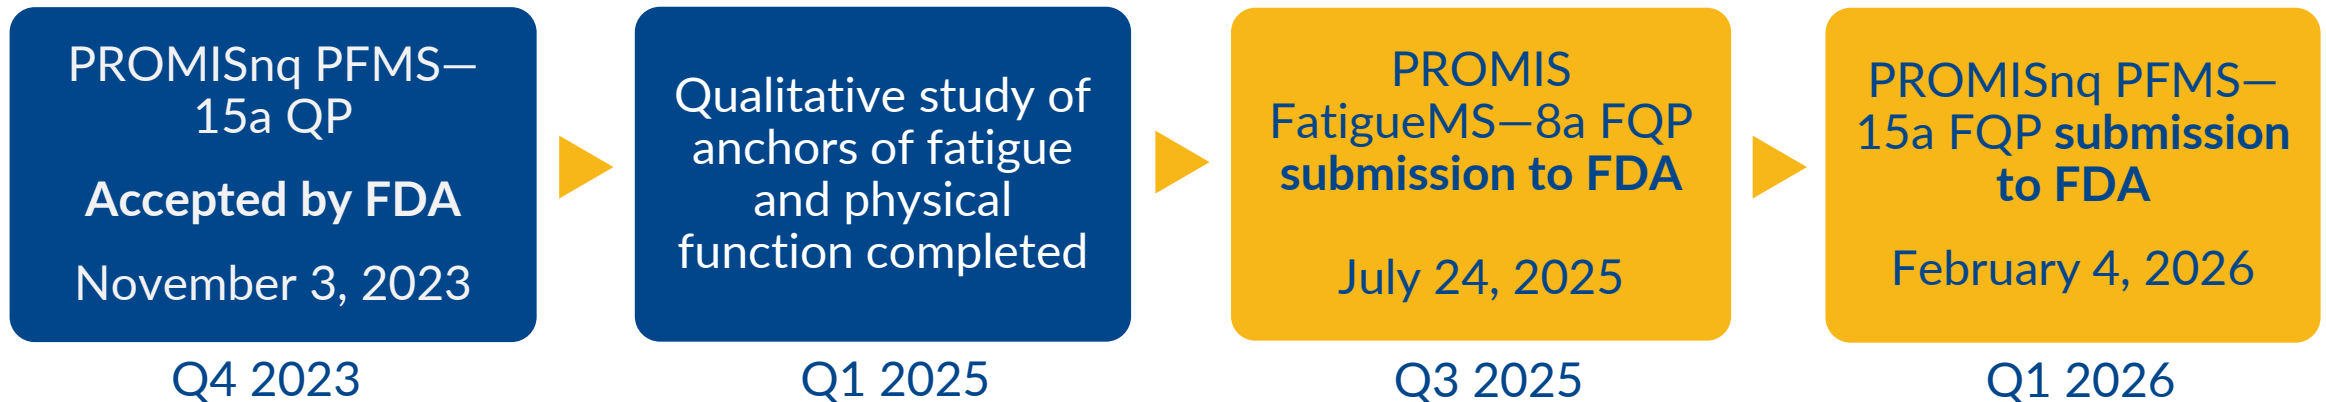 PROMISnq PFMS—
15a QP
Accepted by FDA
November 3, 2023
Q4 2023
Qualitative study of
anchors of fatigue
and physical
function completed
Q1 2025
PROMIS
FatigueMS—8a FQP
submission to FDA
July 24, 2025
Q3 2025
PROMISnq PFMS—
15a FQP submission
to FDA
February 4, 2026
Q1 2026